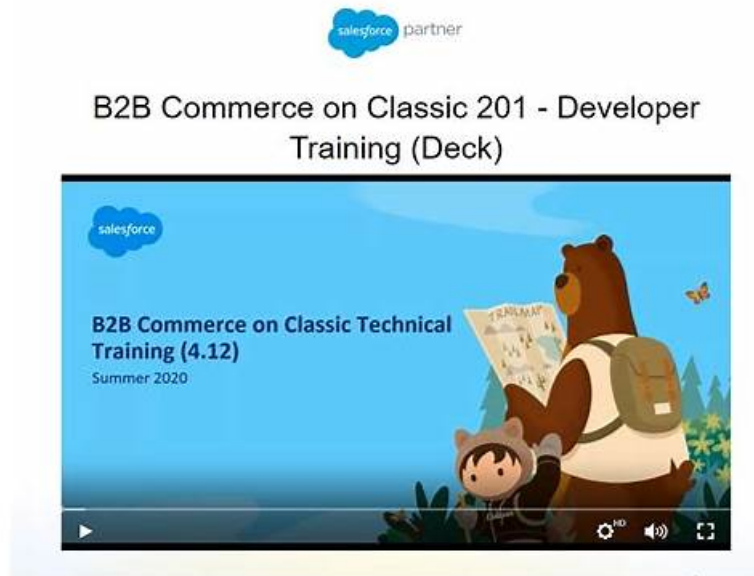 salesforce partner
B2B Commerce on Classic 201 - Developer
Training (Deck)
salesforce
B2B Commerce on Classic Technical
Training (4.12)
Summer 2020
TRAILMAP
HD